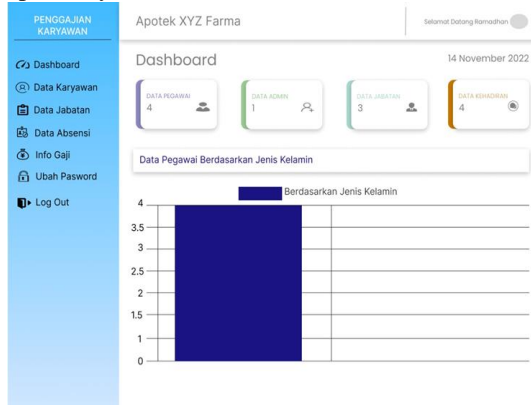 PENGGAJIAN
KARYAWAN
Dashboard
Data Karyawan
Data Jabatan
Data Absensi
Info Gaji
Ubah Pasword
Log Out
Apotek XYZ Farma
Selamat Datang Ramadhan
Dashboard
14 November 2022
DATA PEGAWAI
4
DATA ADMIN
1
DATA JABATAN
3
DATA KEHADIRAN
4
Data Pegawai Berdasarkan Jenis Kelamin
Berdasarkan Jenis Kelamin
4
3.5
3
2.5
2
1.5
1
0